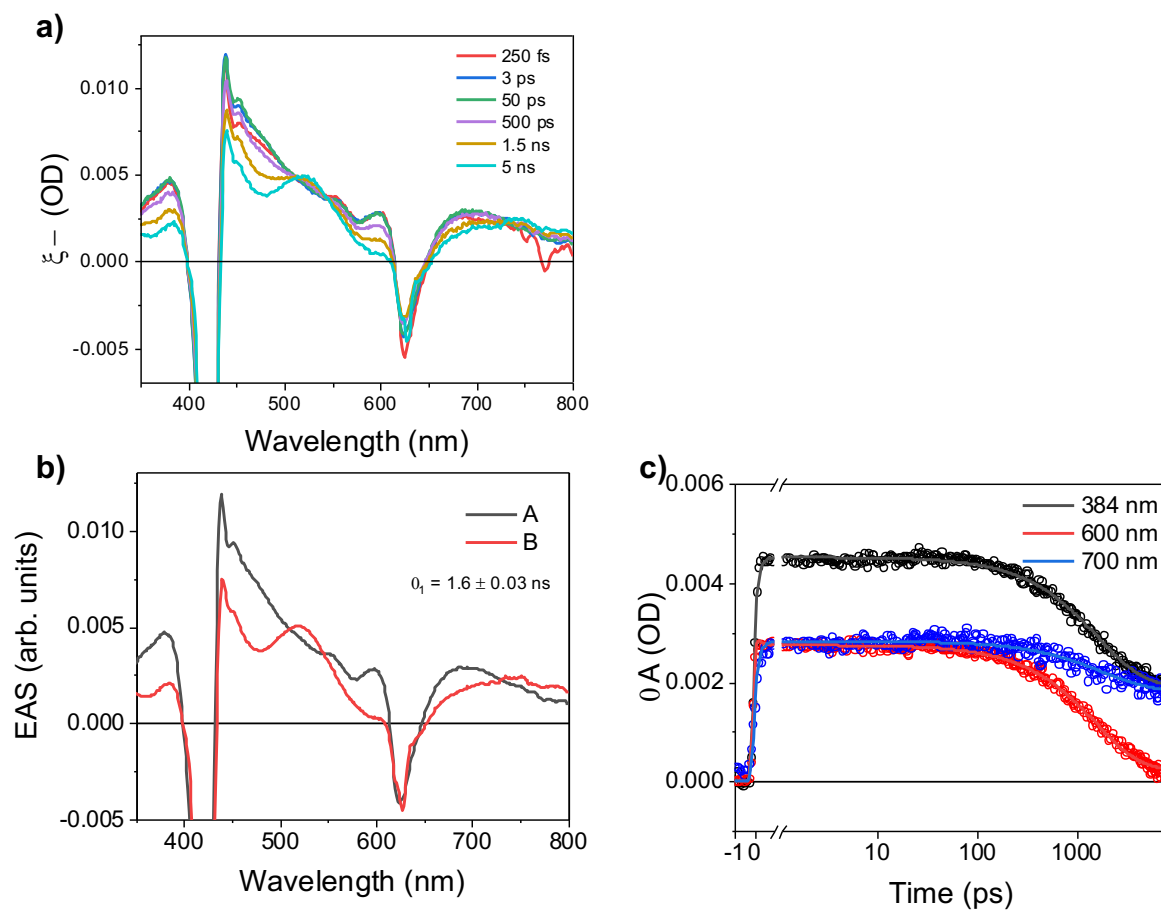 a)
ξ− (OD)
0.010
0.005
0.000
-0.005
250 fs
3 ps
50 ps
500 ps
1.5 ns
5 ns
400 500 600 700 800
Wavelength (nm)
b)
EAS (arb. units)
0.010
0.005
0.000
-0.005
A
B
θ1 = 1.6 ± 0.03 ns
400 500 600 700 800
Wavelength (nm)
c)
θ A (OD)
0.006
0.004
0.002
0.000
384 nm
600 nm
700 nm
-1 0 10 100 1000
Time (ps)